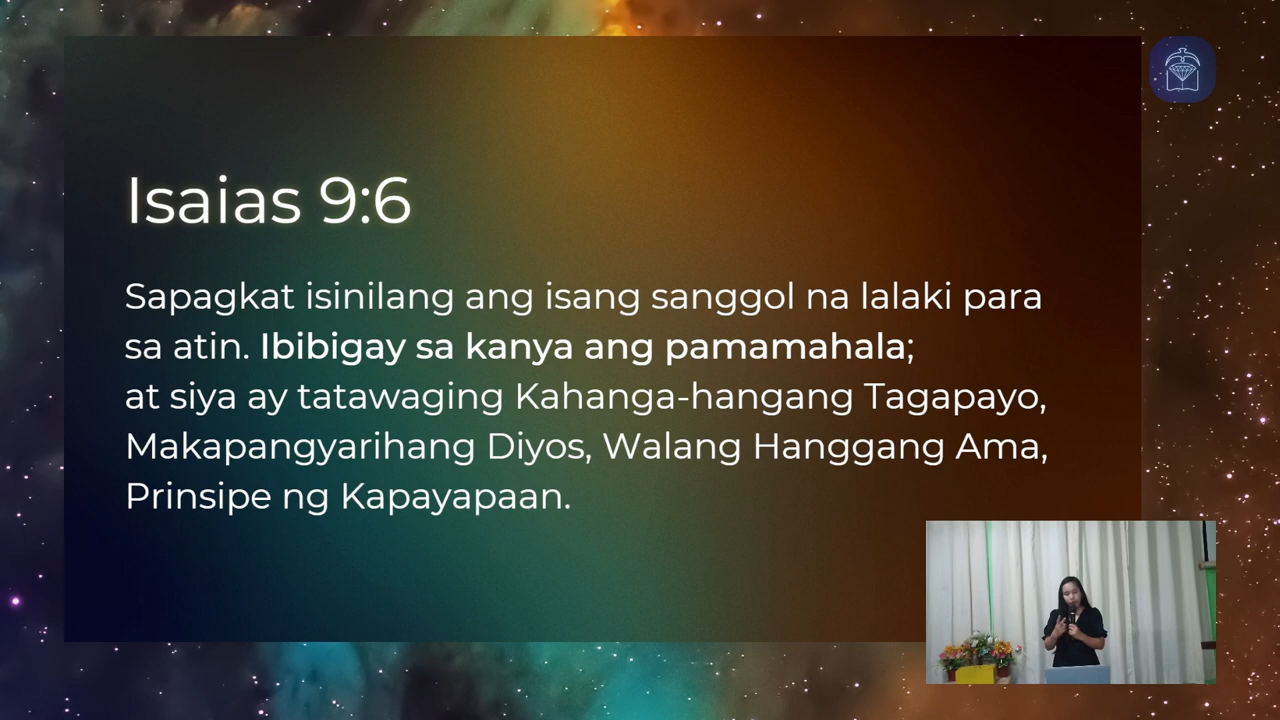 Isaias 9:6
Sapagkat isinilang ang isang sanggol na lalaki para
sa atin. Ibibigay sa kanya ang pamamahala;
at siya ay tatawaging Kahanga-hangang Tagapayo,
Makapangyarihang Diyos, Walang Hanggang Ama,
Prinsipe ng Kapayapaan.